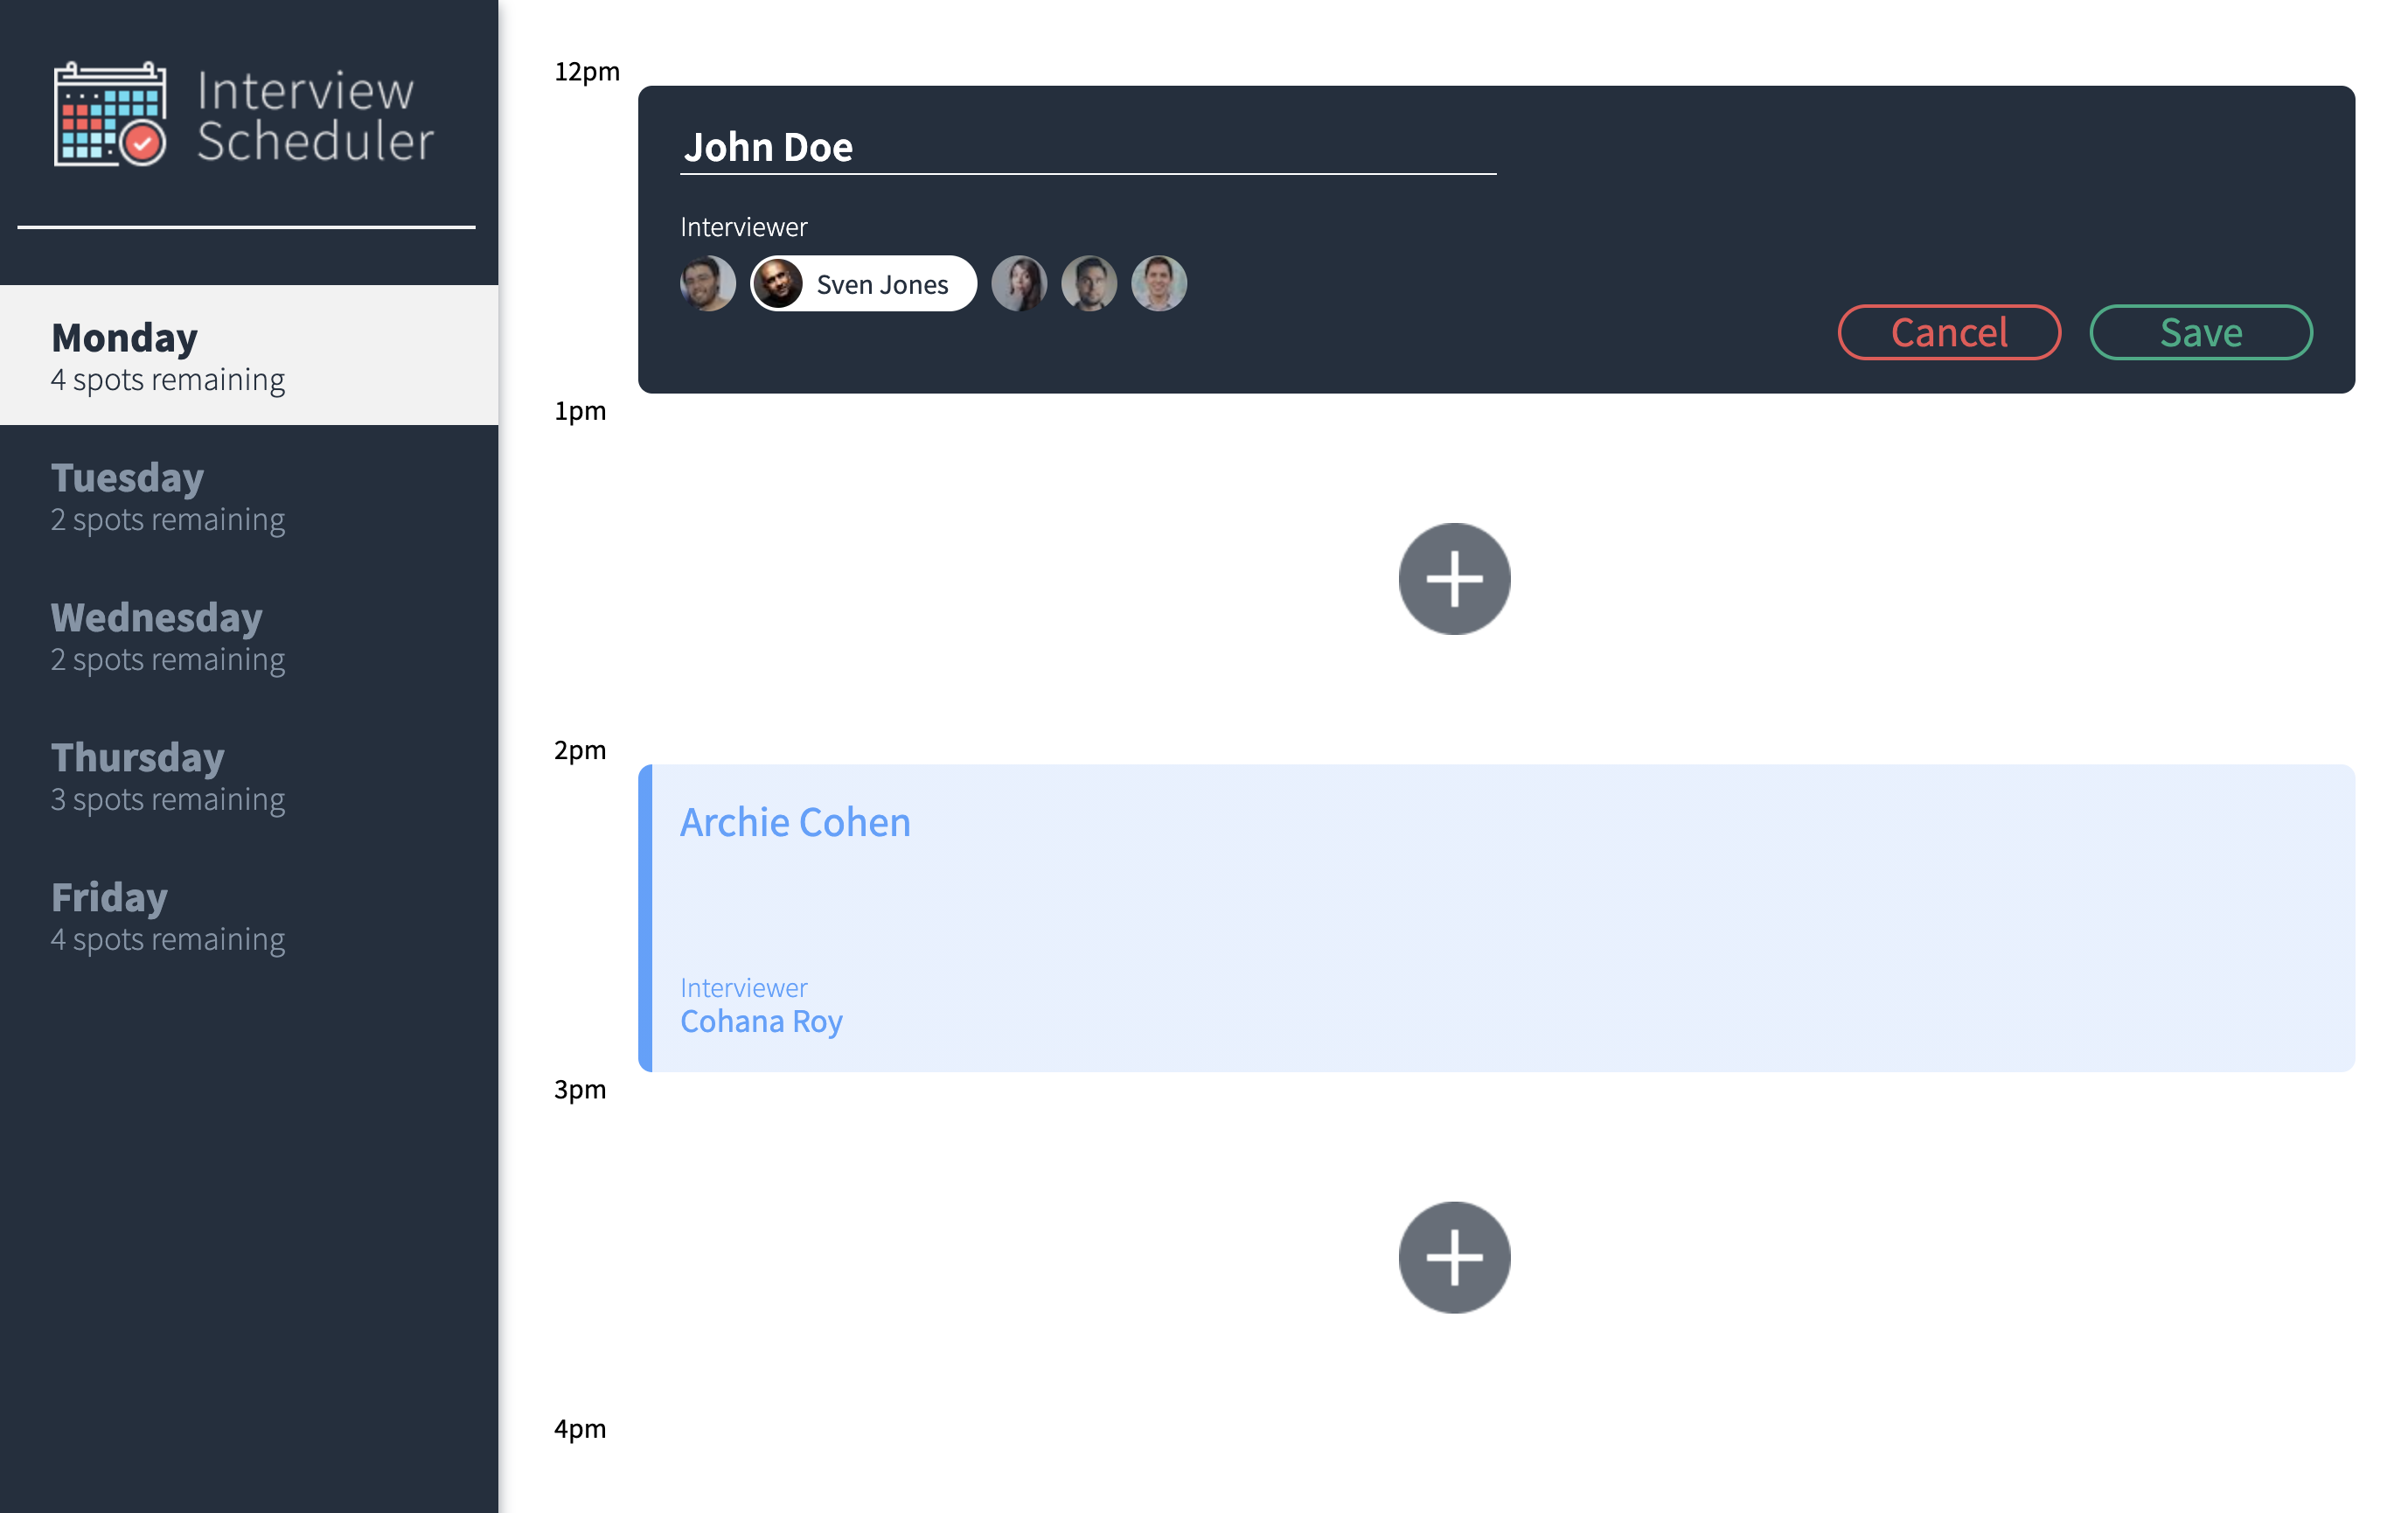 Interview
Scheduler
Monday
4 spots remaining
Tuesday
2 spots remaining
Wednesday
2 spots remaining
Thursday
3 spots remaining
Friday
4 spots remaining
12pm
John Doe
Interviewer
Sven Jones
Cancel
Save
1pm
2pm
Archie Cohen
Interviewer
Cohana Roy
3pm
4pm